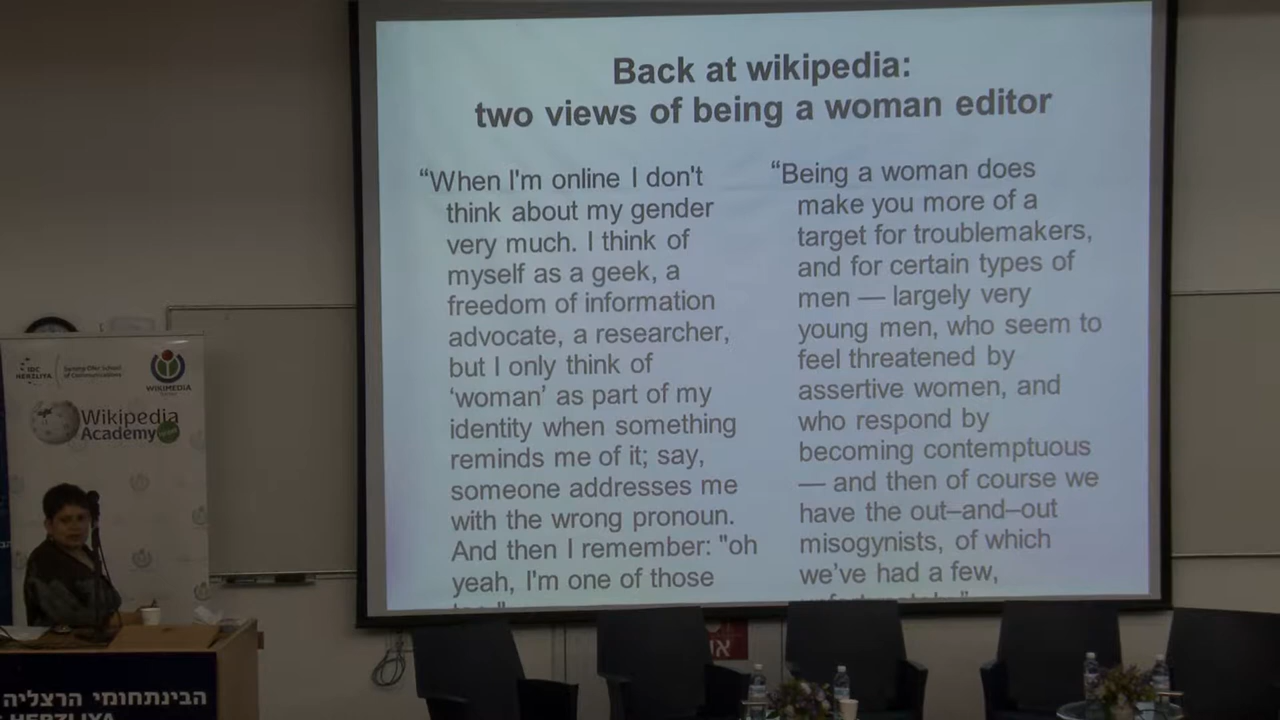 Back at wikipedia:
two views of being a woman editor
“When I'm online I don't
think about my gender
very much. I think of
myself as a geek, a
freedom of information
advocate, a researcher,
but I only think of
‘woman’ as part of my
identity when something
reminds me of it; say,
someone addresses me
with the wrong pronoun.
And then I remember: "oh
yeah, I'm one of those
“Being a woman does
make you more of a
target for troublemakers,
and for certain types of
men — largely very
young men, who seem to
feel threatened by
assertive women, and
who respond by
becoming contemptuous
— and then of course we
have the out–and–out
misogynists, of which
we’ve had a few,
IDC
HERZLIYA
WIKIMEDIA
Wikipedia
Academy
הבינתחומי הרצליה
HERZLIYA